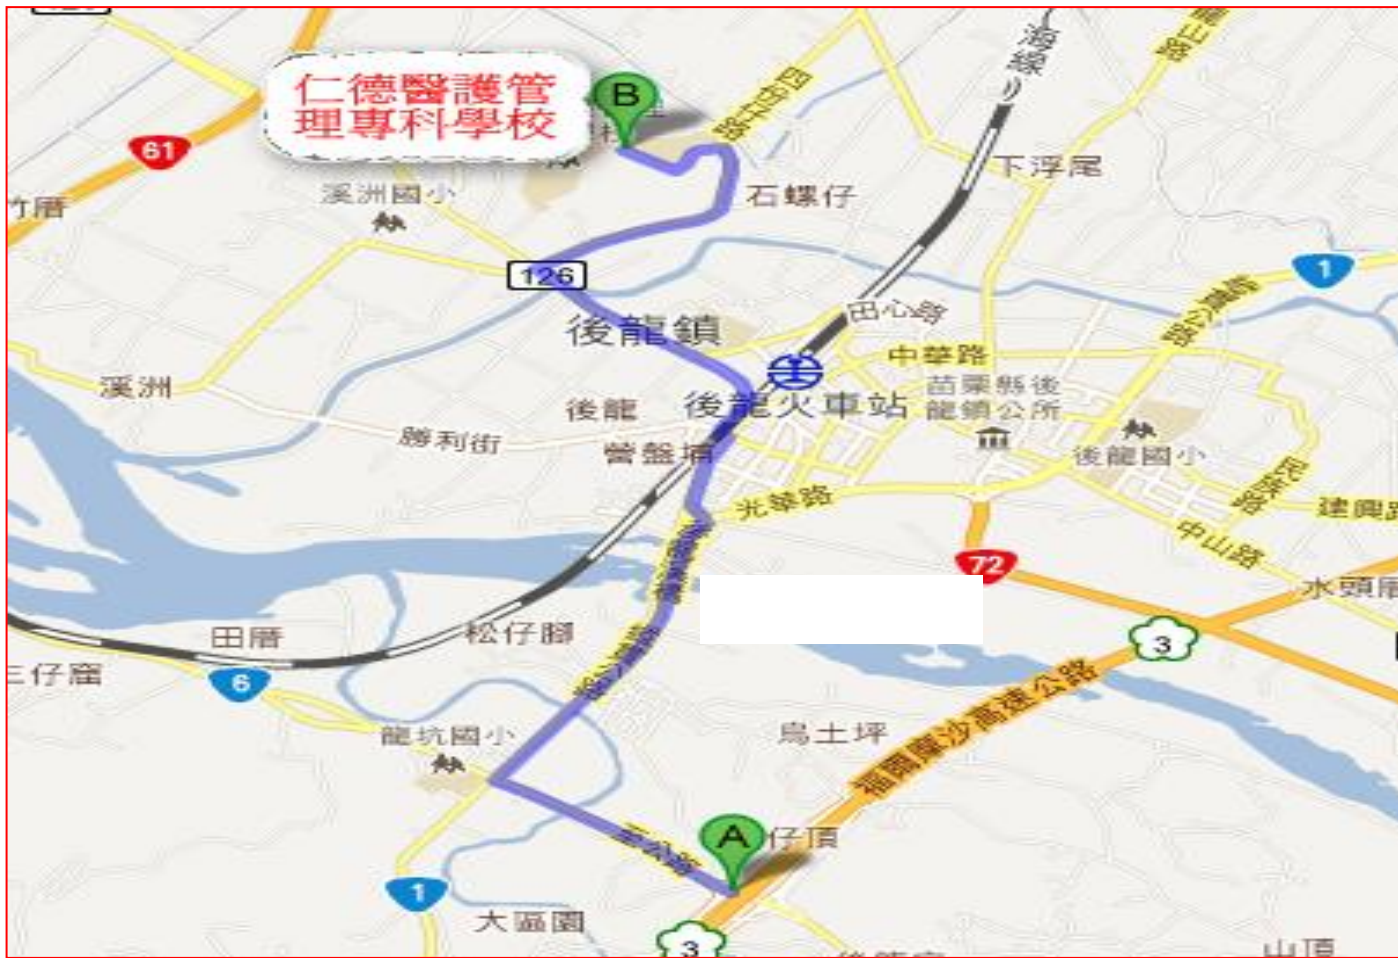 海線
龍山路
仁德醫護管
理專科學校
B
四份仔路
61
下浮尾
竹厝
溪洲國小
石螺仔
126
1
田心路
後龍鎮
中華路
溪洲
苗栗縣後
龍鎮公所
後龍
後龍火車站
勝利街
營盤埔
後龍國小
民族路
光華路
建興路
中山路
72
水頭厝
田厝
松仔腳
3
6
龍坑國小
烏土坪
福爾摩沙高速公路
A
仔頂
1
大區園
3
山頂